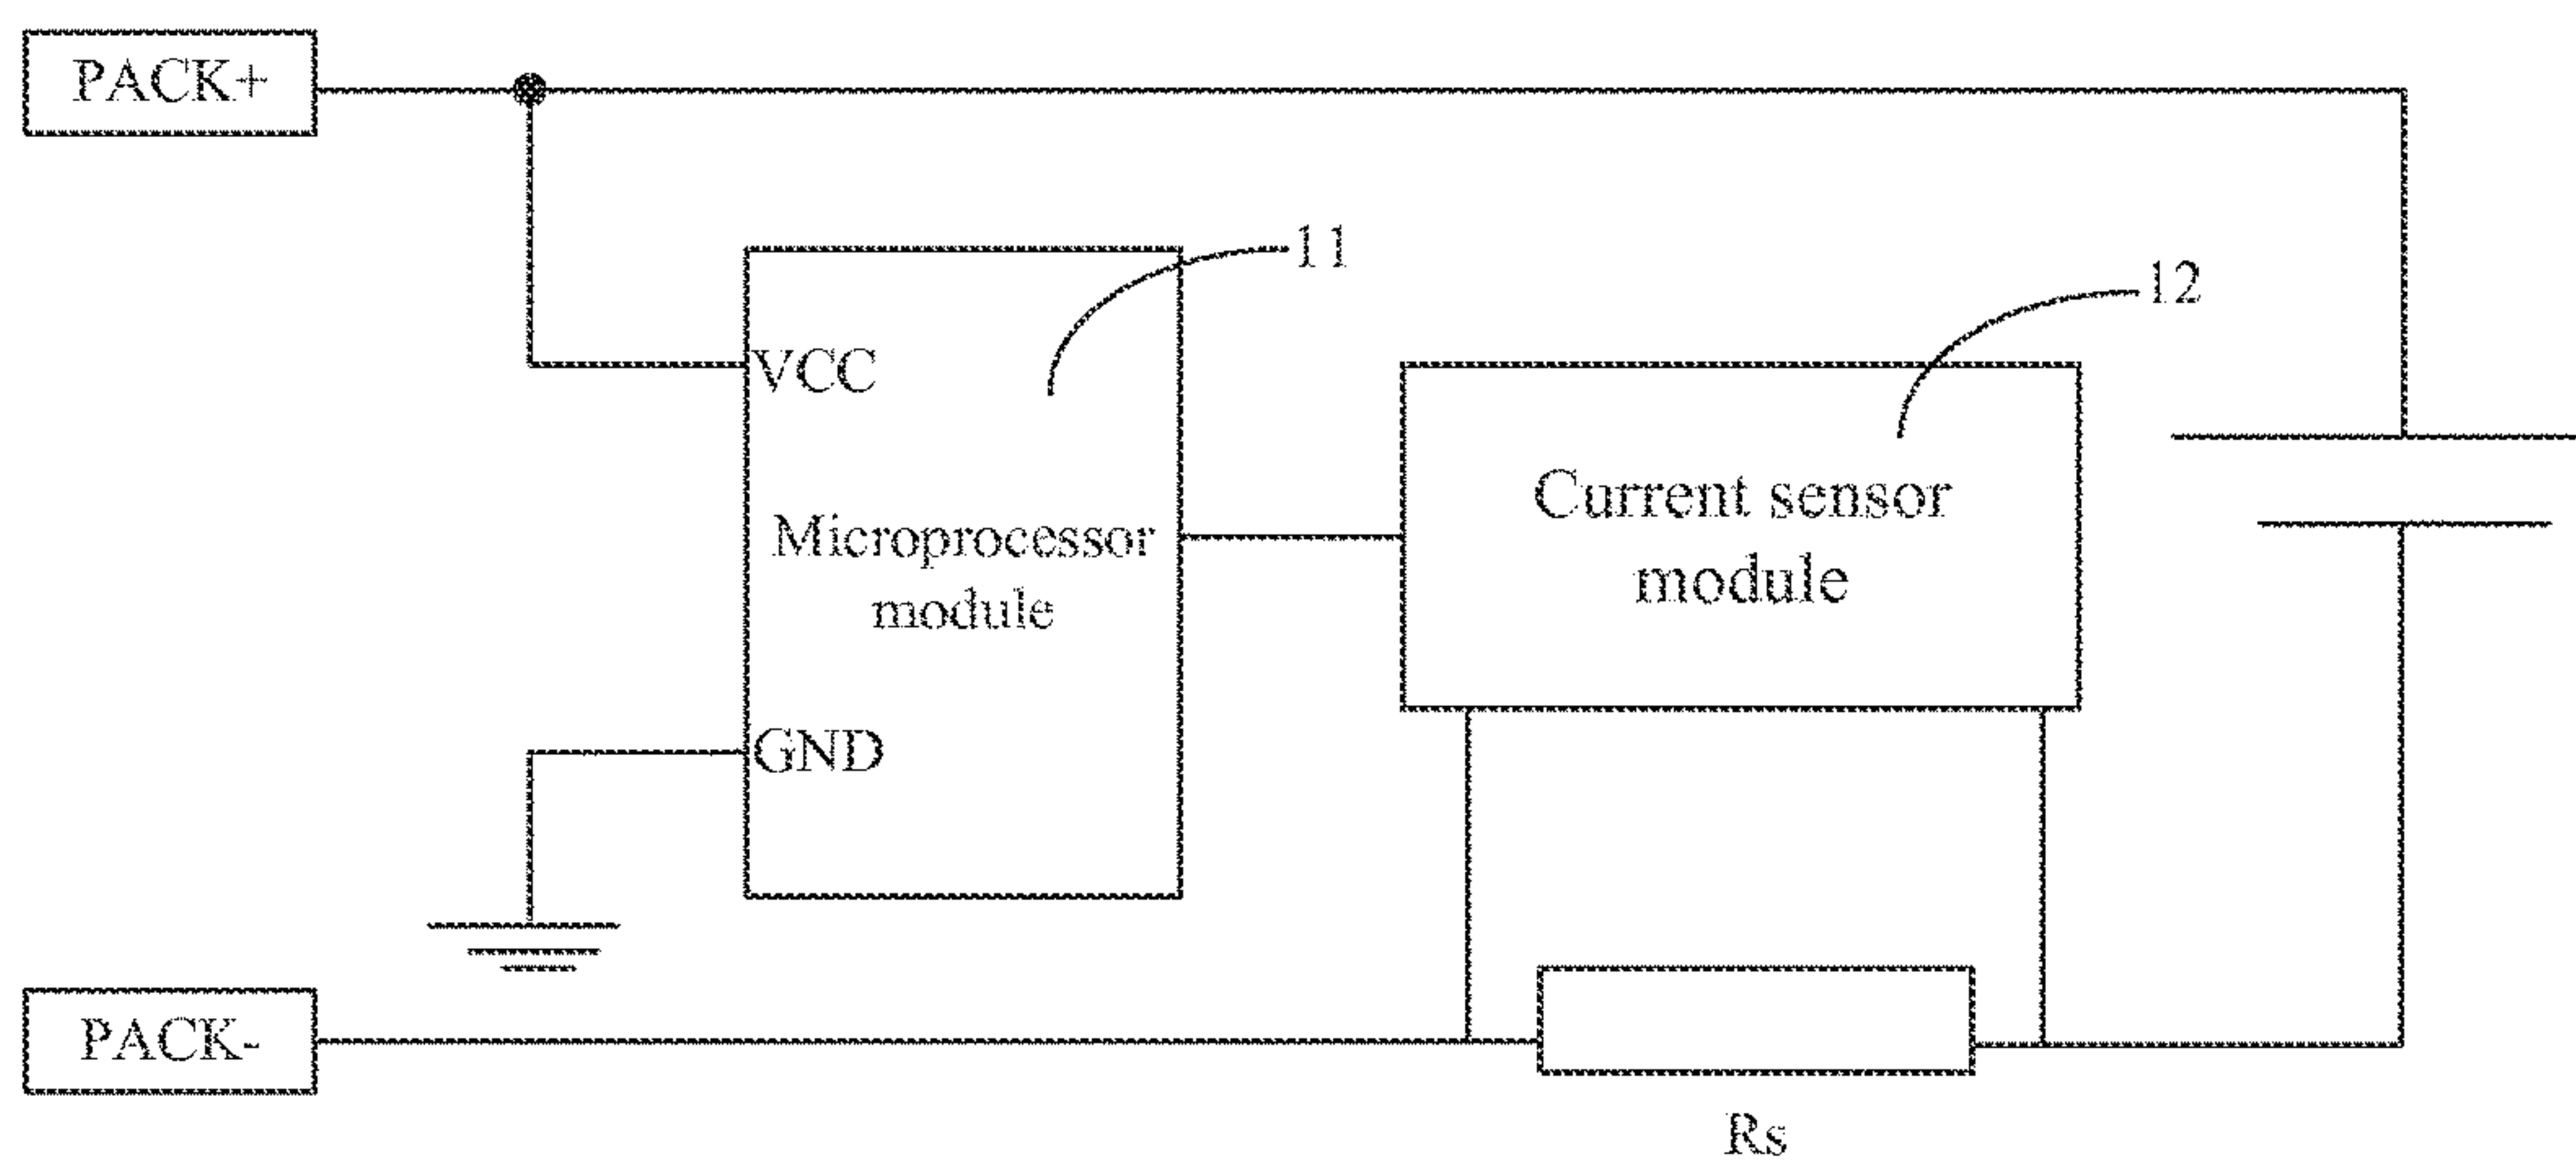 PACK+
11
12
VCC
Current sensor
module
Microprocessor
module
GND
PACK-
Rs